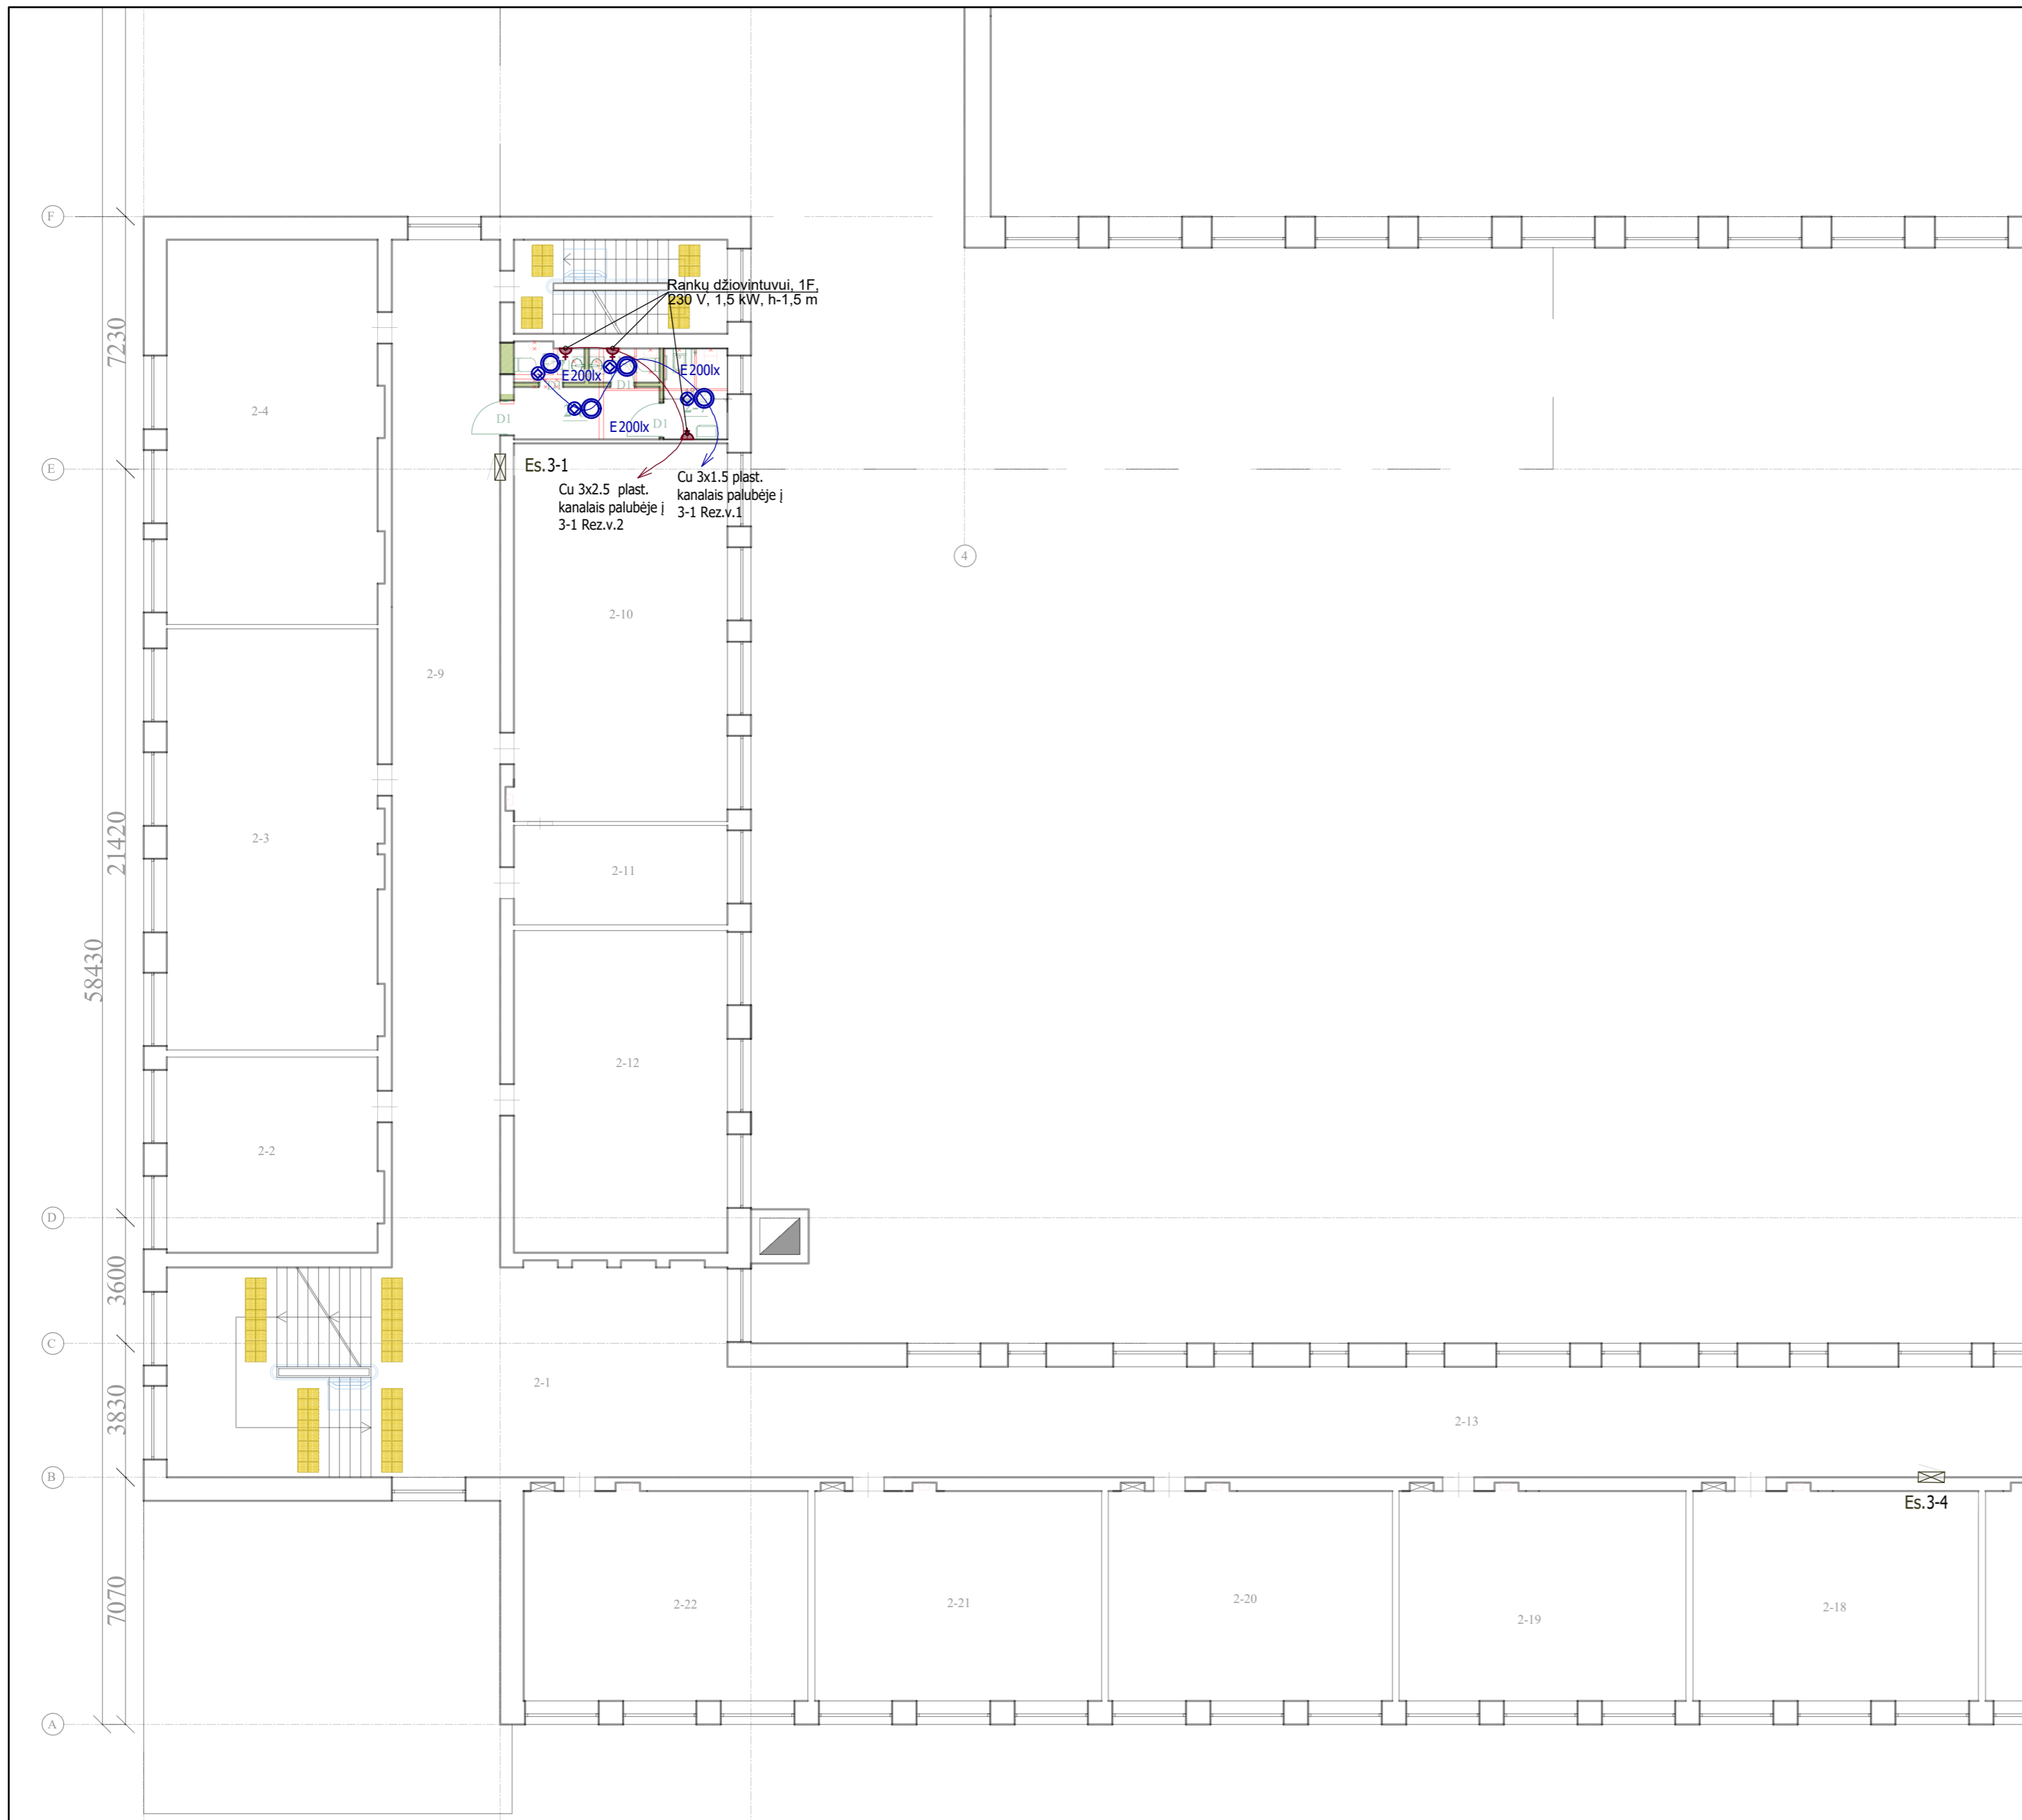 F
Rankų džiovintuvui, 1F,
230 V, 1,5 kW, h-1,5 m
7230
E200lx
E200lx
D1
2-4
D1
D1
E200lx
E
Es.3-1
Cu 3x2.5 plast.
kanalais palubėje į
3-1 Rez.v.2
Cu 3x1.5 plast.
kanalais palubėje į
3-1 Rez.v.1
4
2-10
2-9
21420
2-3
2-11
58430
2-12
2-2
D
3600
C
2-1
3830
2-13
B
Es.3-4
7070
2-22
2-21
2-20
2-19
2-18
A